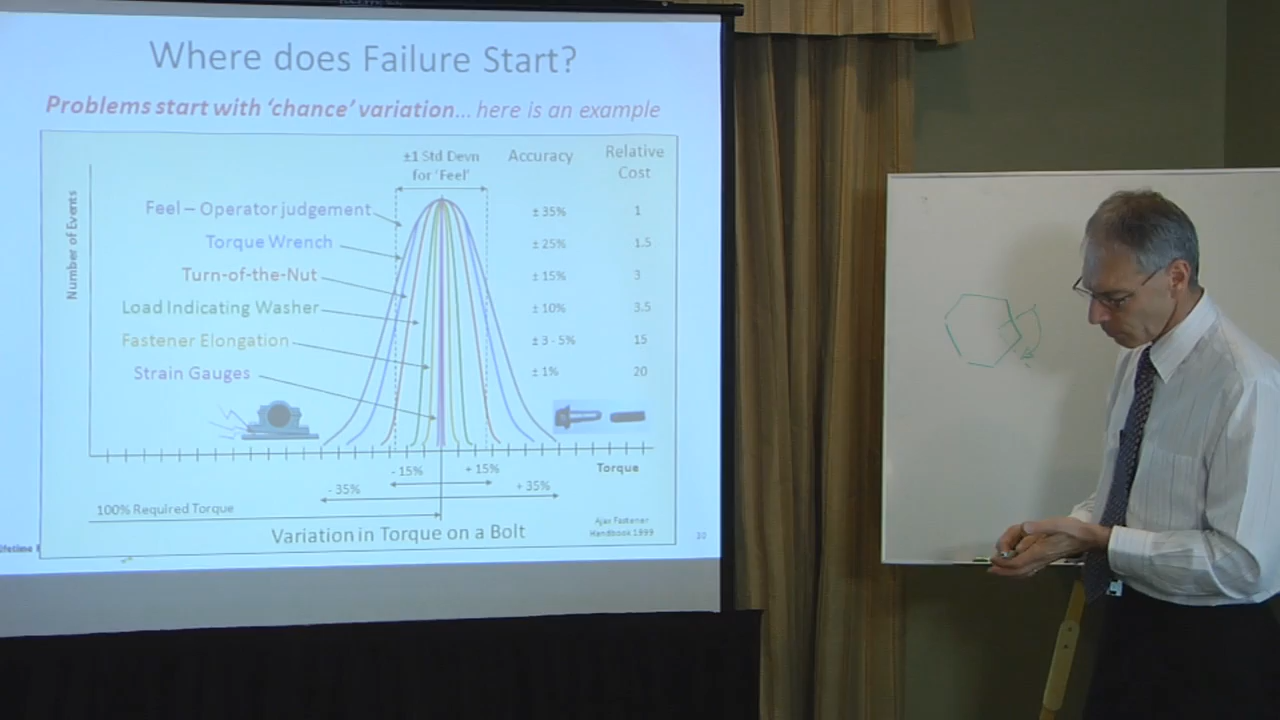 Where does Failure Start?
Problems start with ‘chance’ variation... here is an example
±1 Std Devn
for ‘Feel’
Accuracy
Relative
Cost
Number of Events
Feel – Operator judgement
± 35%
1
Torque Wrench
± 25%
1.5
Turn-of-the-Nut
± 15%
3
Load Indicating Washer
± 10%
3.5
Fastener Elongation
± 3 - 5%
15
Strain Gauges
± 1%
20
- 15%
+ 15%
Torque
- 35%
+ 35%
100% Required Torque
Variation in Torque on a Bolt
Ajax Fastener
Handbook 1999